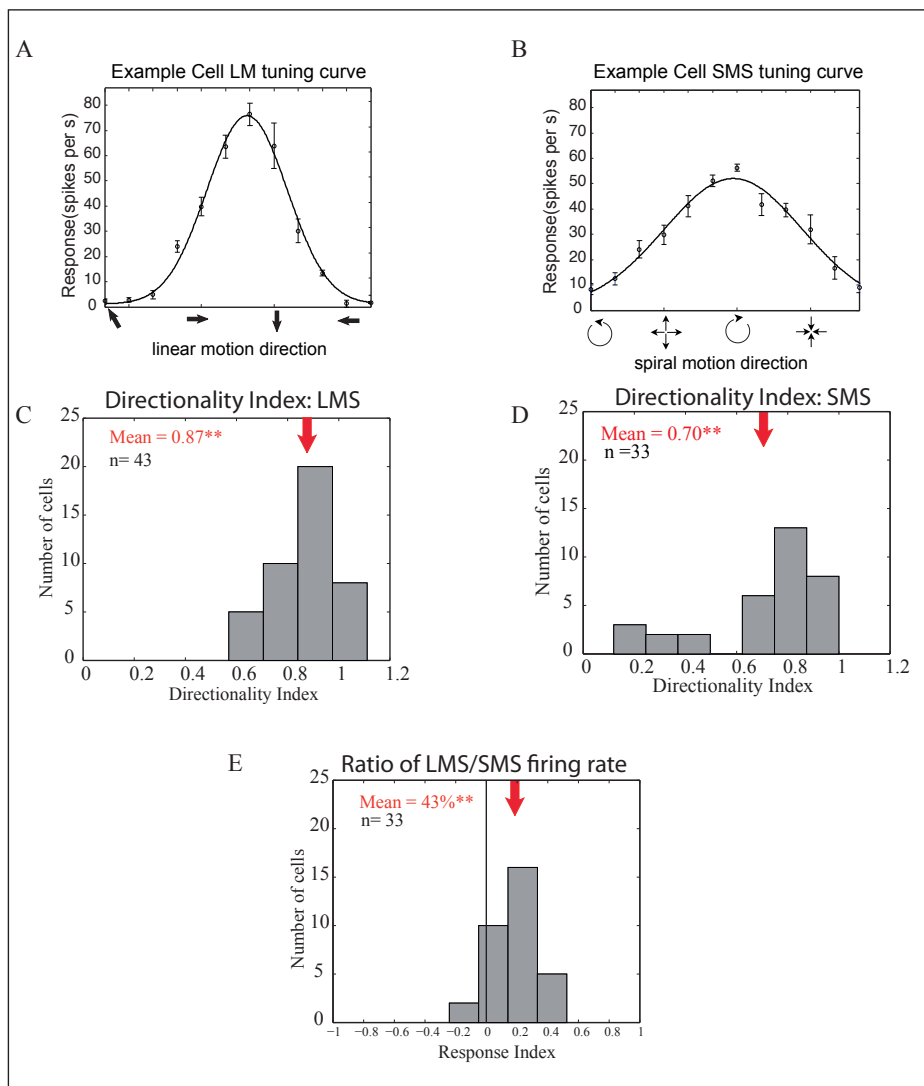 A
Example Cell LM tuning curve
Response(spikes per s)
80
70
60
50
40
30
20
10
0
linear motion direction
B
Example Cell SMS tuning curve
Response(spikes per s)
80
70
60
50
40
30
20
10
0
spiral motion direction
C
Directionality Index: LMS
Mean = 0.87**
n= 43
Number of cells
25
20
15
10
5
0
0 0.2 0.4 0.6 0.8 1 1.2
Directionality Index
D
Directionality Index: SMS
Mean = 0.70**
n =33
Number of cells
25
20
15
10
5
0
0 0.2 0.4 0.6 0.8 1 1.2
Directionality Index
E
Ratio of LMS/SMS firing rate
Mean = 43%**
n= 33
Number of cells
25
20
15
10
5
0
−1 −0.8 −0.6 −0.4 −0.2 0 0.2 0.4 0.6 0.8 1
Response Index